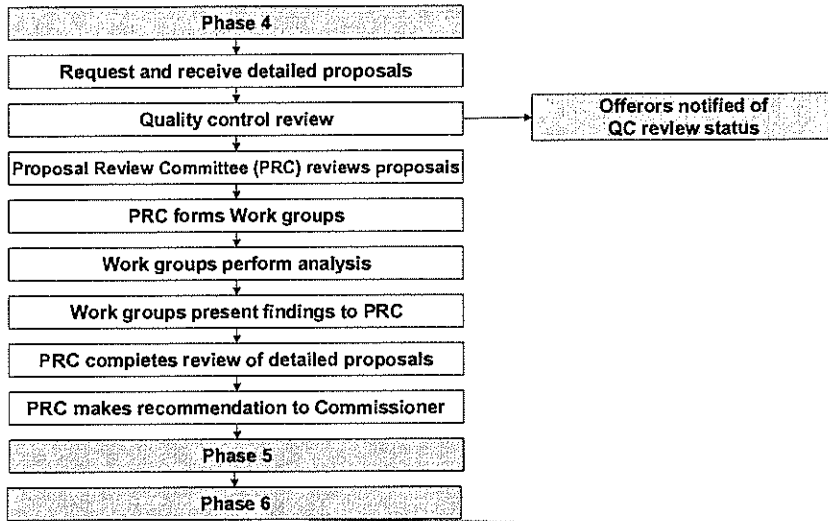 Phase 4
Request and receive detailed proposals
Quality control review
Offerors notified of
QC review status
Proposal Review Committee (PRC) reviews proposals
PRC forms Work groups
Work groups perform analysis
Work groups present findings to PRC
PRC completes review of detailed proposals
PRC makes recommendation to Commissioner
Phase 5
Phase 6